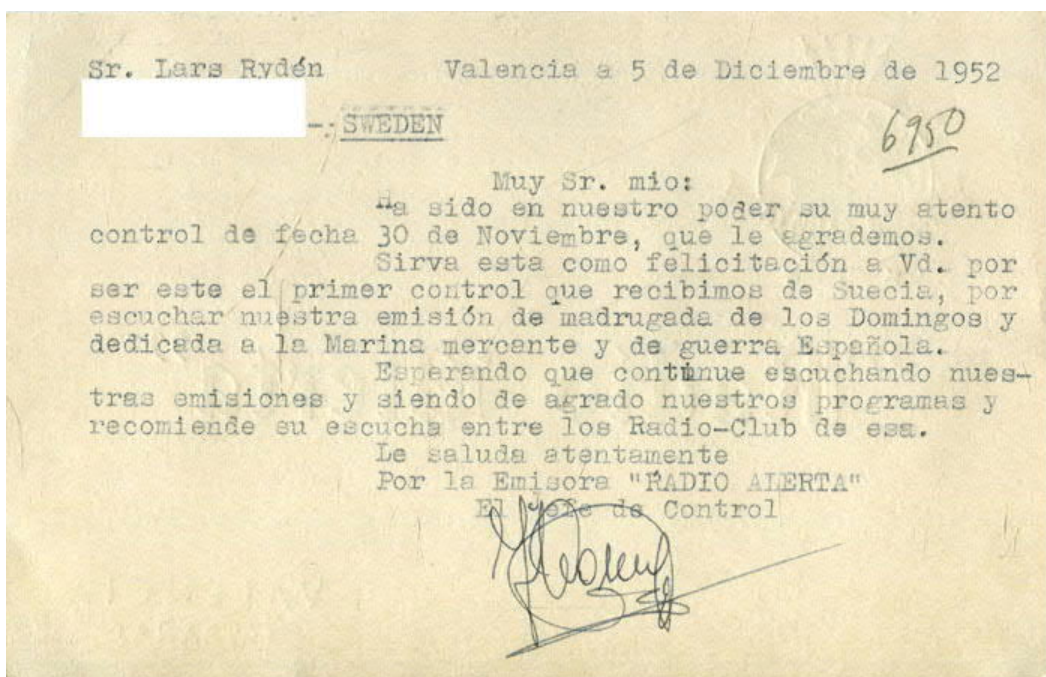 Sr. Lars Rydén Valencia a 5 de Diciembre de 1952
-; SWEDEN
6950
Muy Sr. mio:
Ha sido en nuestro poder su muy atento
control de fecha 30 de Noviembre, que le agrademos.
Sirva esta como felicitación a Vd. por
ser este el primer control que recibimos de Suecia, por
escuchar nuestra emisión de madrugada de los Domingos y
dedicada a la Marina mercante y de guerra Española.
Esperando que continue escuchando nues-
tras emisiones y siendo de agrado nuestros programas y
recomiende su escucha entre los Radio-Club de esa.
Le saluda atentamente
Por la Emisora "RADIO ALERTA"
El Jefe de Control